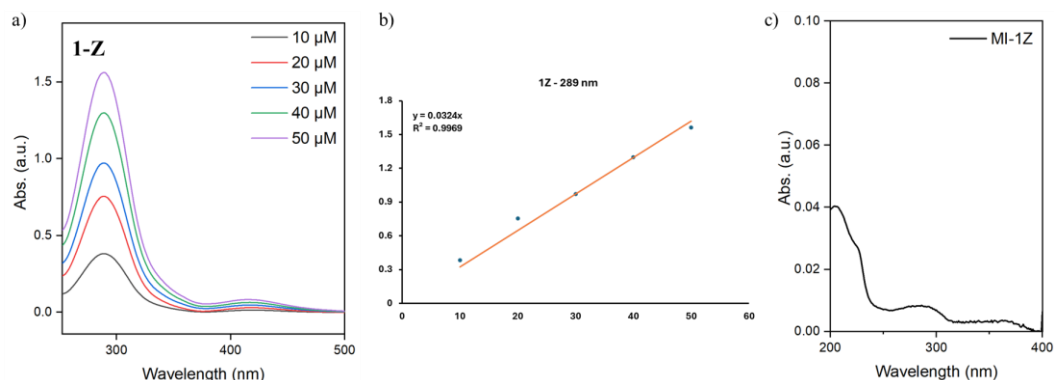 a)
1-Z
10 µM
20 µM
30 µM
40 µM
50 µM
1.5
1.0
0.5
0.0
Abs. (a.u.)
300
400
500
Wavelength (nm)
b)
1Z - 289 nm
y = 0.0324x
R² = 0.9969
1.8
1.5
1.2
0.9
0.6
0.3
0
0
10
20
30
40
50
60
c)
MI-1Z
0.10
0.08
0.06
0.04
0.02
0.00
Abs. (a.u.)
200
250
300
350
400
Wavelength (nm)